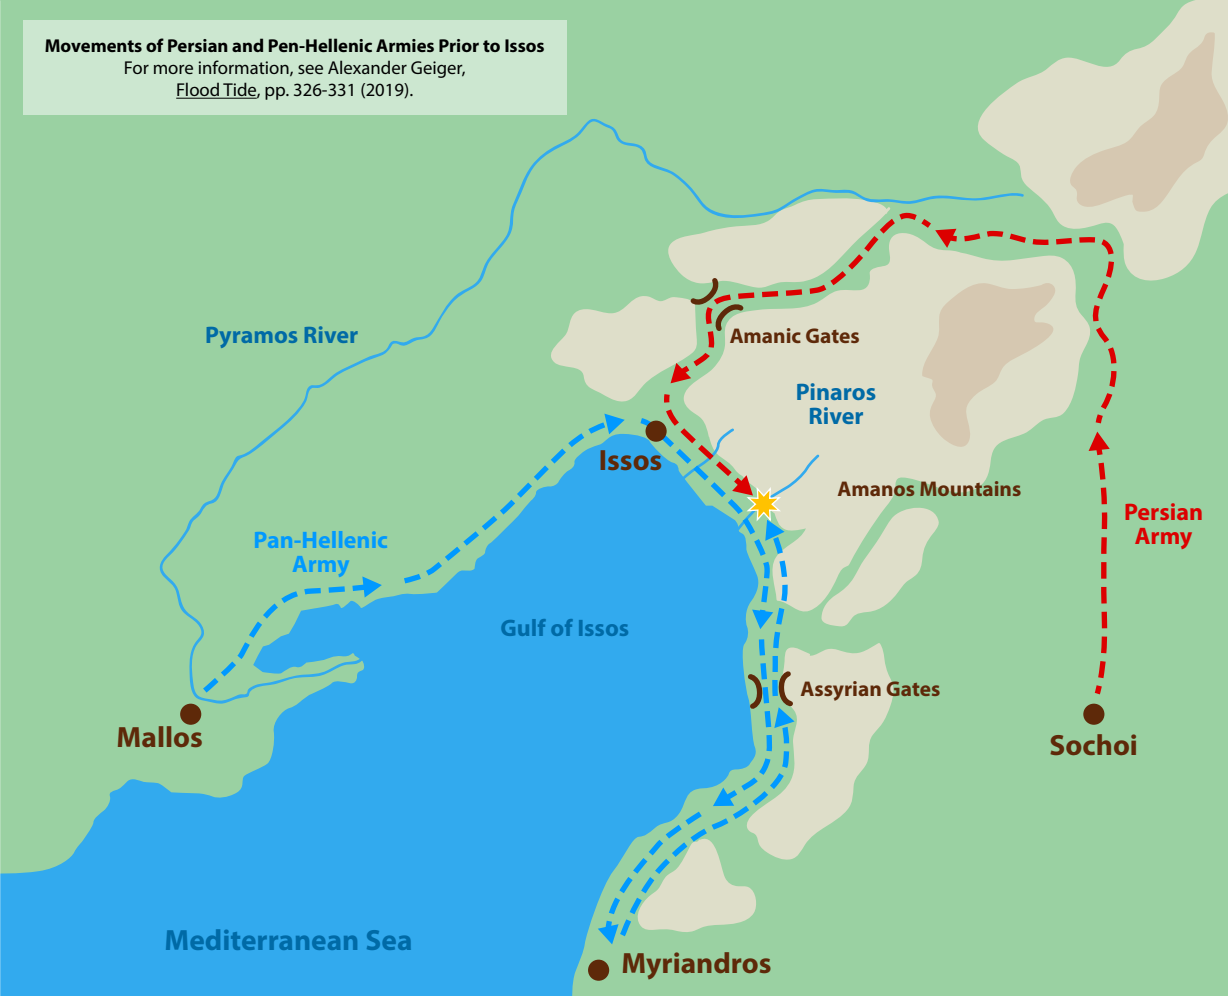 Movements of Persian and Pen-Hellenic Armies Prior to Issos
For more information, see Alexander Geiger,
Flood Tide, pp. 326-331 (2019).
Pyramos River
Amanic Gates
Pinaros
River
Issos
Amanos Mountains
Persian
Army
Pan-Hellenic
Army
Gulf of Issos
Assyrian Gates
Mallos
Sochoi
Mediterranean Sea
Myriandros